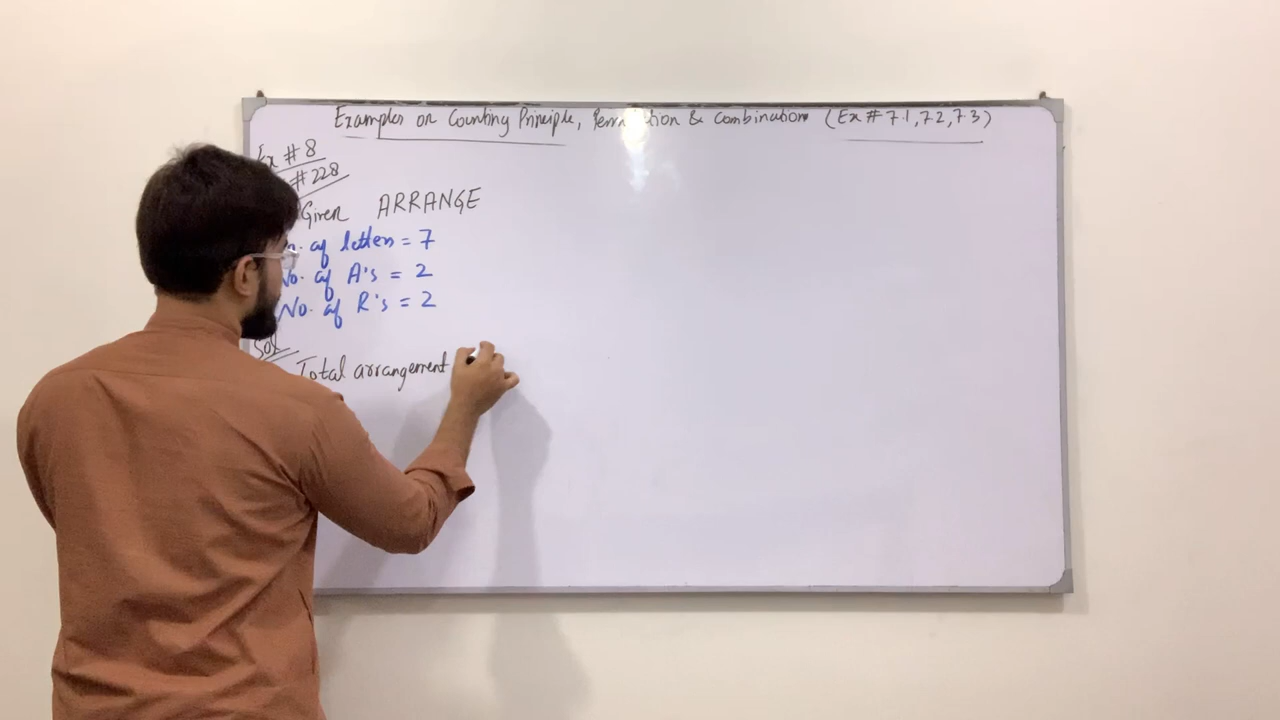 Examples on Counting Principle, & Combination (Ex # 7.1, 7.2, 7.3)
Ex # 8
# 228
Given ARRANGE
of letters = 7
No. of A's = 2
No. of R's = 2
Sol
Total arrangement